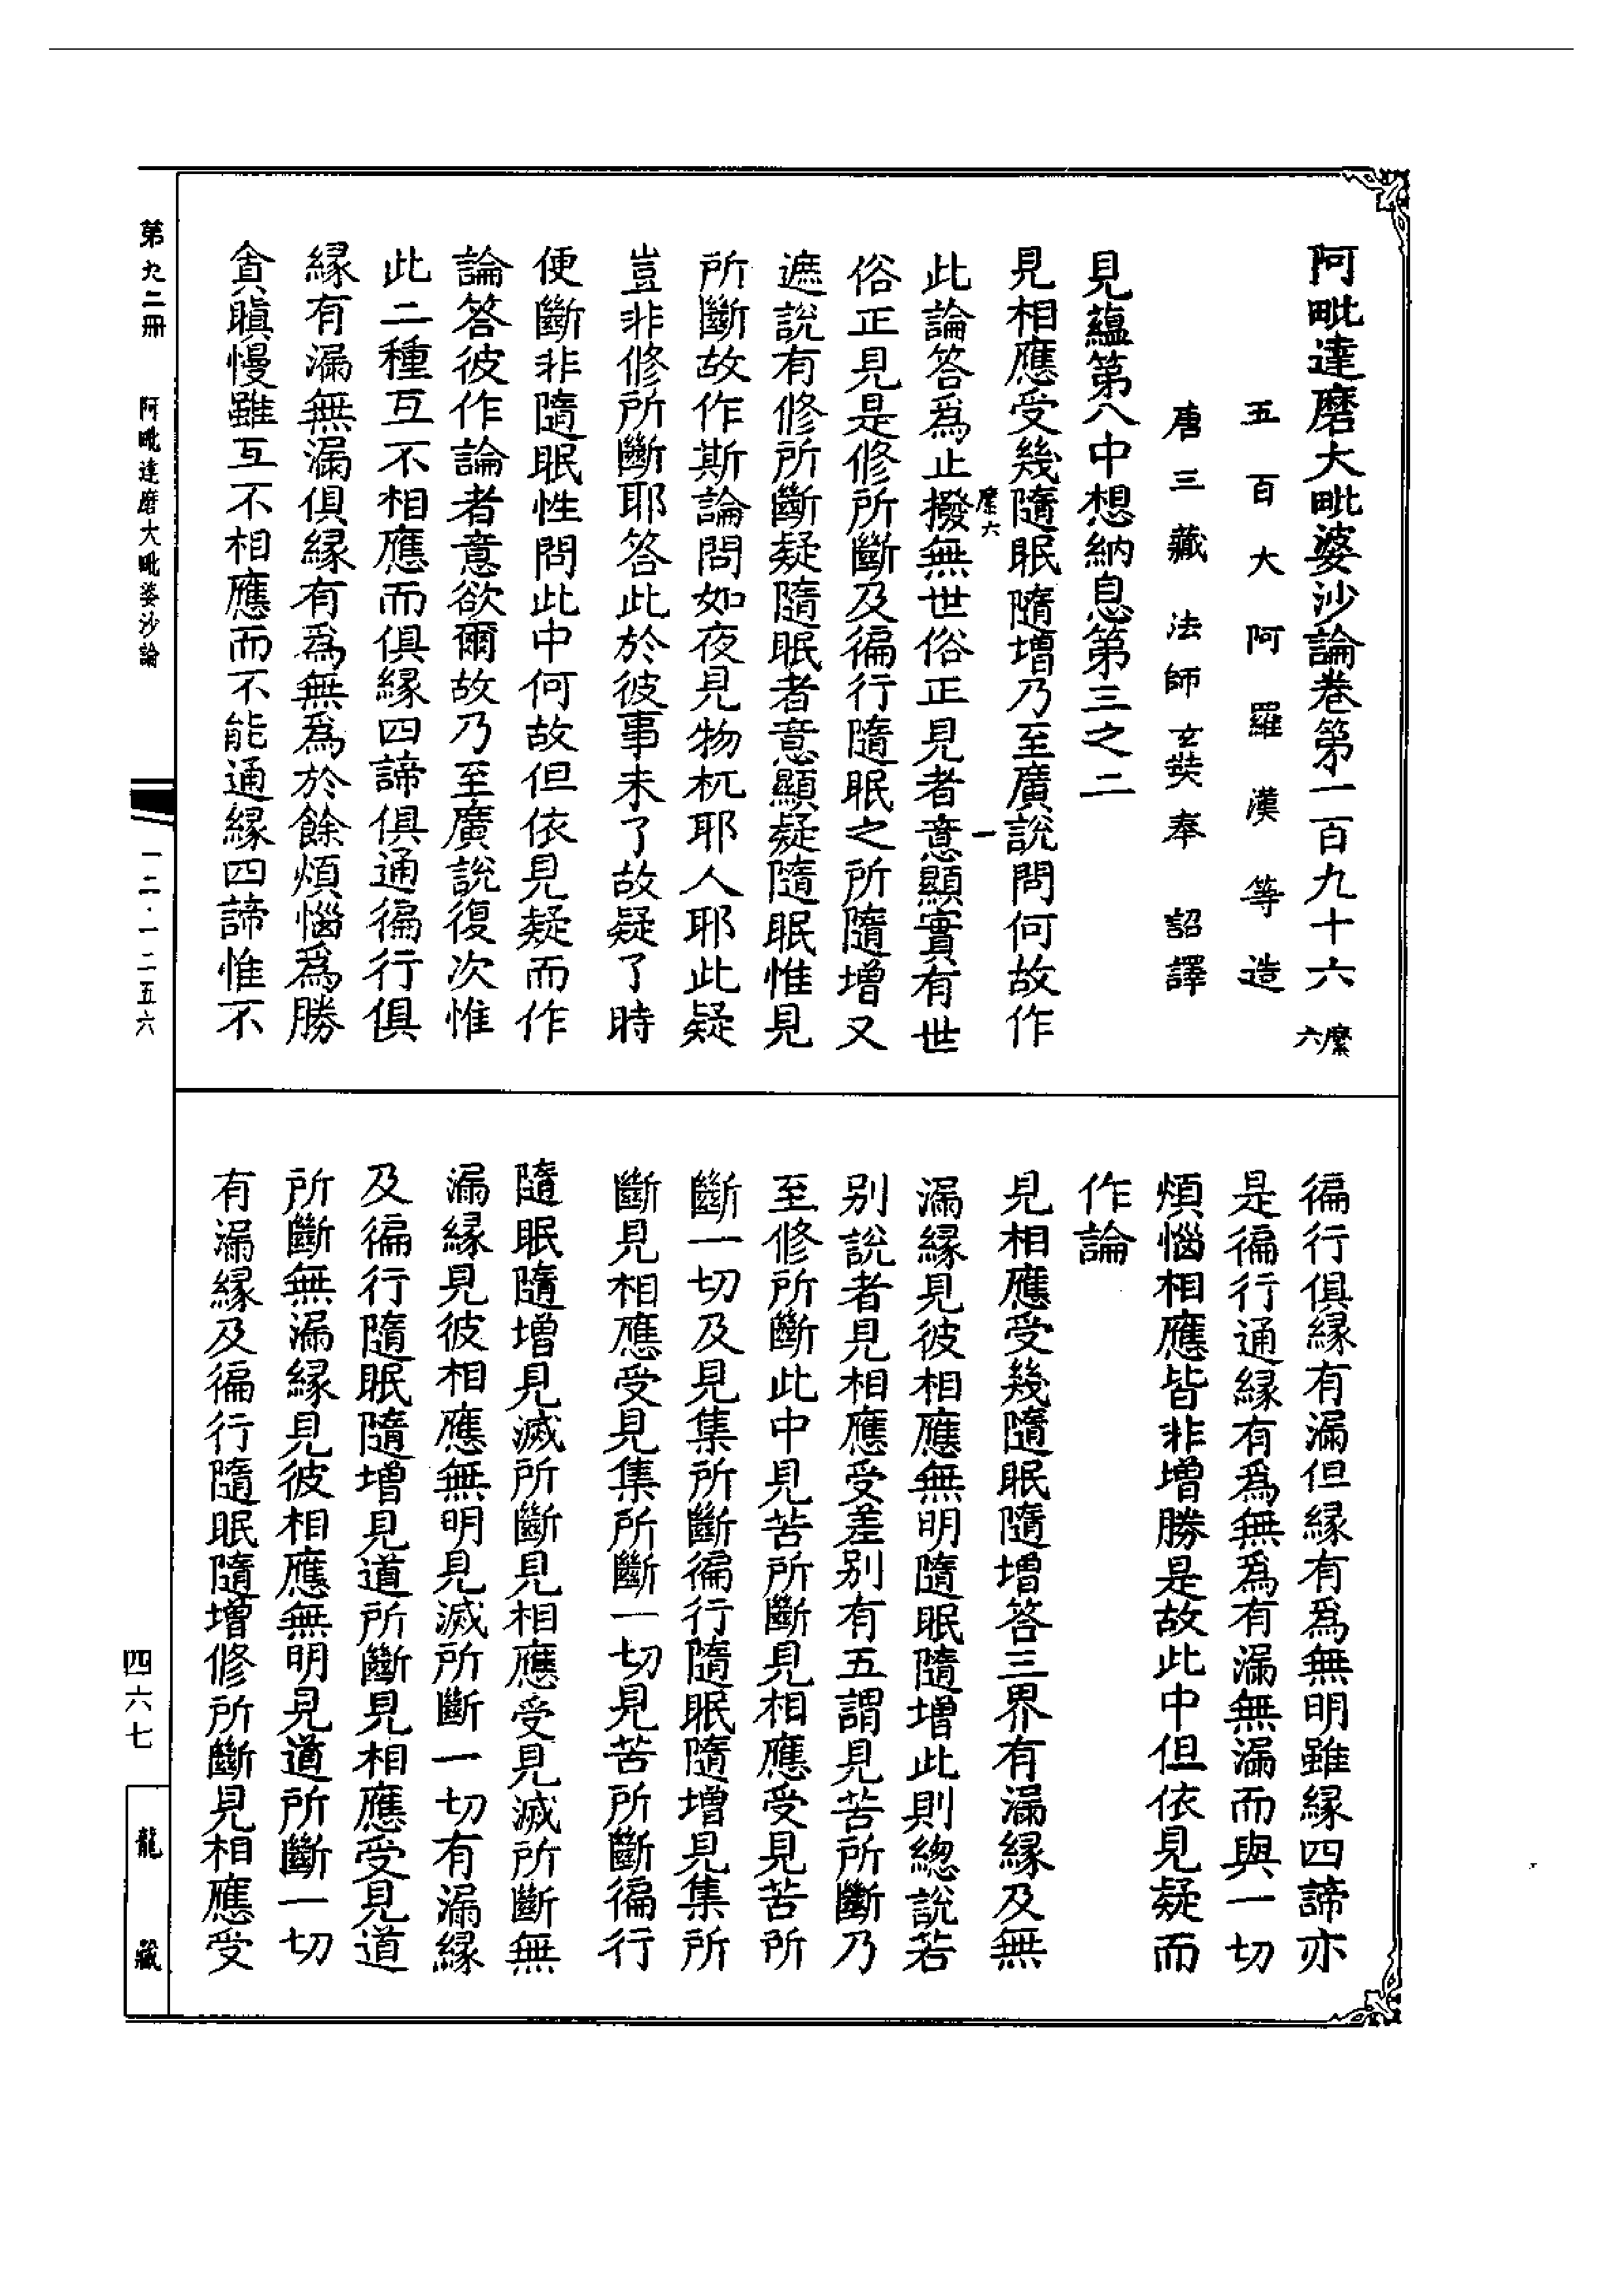 阿毗達磨大毗婆沙論卷第一百九十六 縻六
五百大阿羅漢等造
唐三藏法師玄奘奉 詔譯
見蘊第八中想納息第三之二
見相應受幾隨眠隨增乃至廣說問何故作
縻六 一
此論答爲止撥無世俗正見者意顯實有世
俗正見是修所斷及徧行隨眠之所隨增又
遮說有修所斷疑隨眠者意顯疑隨眠惟見
所斷故作斯論問如夜見物杌耶人耶此疑
豈非修所斷耶答此於彼事未了故疑了時
便斷非隨眠性問此中何故但依見疑而作
論答彼作論者意欲爾故乃至廣說復次惟
此二種互不相應而俱緣四諦俱通徧行俱
緣有漏無漏俱緣有爲無爲於餘煩惱爲勝
貪瞋慢雖互不相應而不能通緣四諦惟不
徧行俱緣有漏但緣有爲無明雖緣四諦亦
是徧行通緣有爲無爲有漏無漏而與一切
煩惱相應皆非增勝是故此中但依見疑而
作論
見相應受幾隨眠隨增答三界有漏緣及無
漏緣見彼相應無明隨眠隨增此則總說若
別說者見相應受差別有五謂見苦所斷乃
至修所斷此中見苦所斷見相應受見苦所
斷一切及見集所斷徧行隨眠隨增見集所
斷見相應受見集所斷一切見苦所斷徧行
隨眠隨增見滅所斷見相應受見滅所斷無
漏緣見彼相應無明見滅所斷一切有漏緣
及徧行隨眠隨增見道所斷見相應受見道
所斷無漏緣見彼相應無明見道所斷一切
有漏緣及徧行隨眠隨增修所斷見相應受
第九二冊 阿毗達磨大毗婆沙論 一二·一二五六
四六七
龍藏